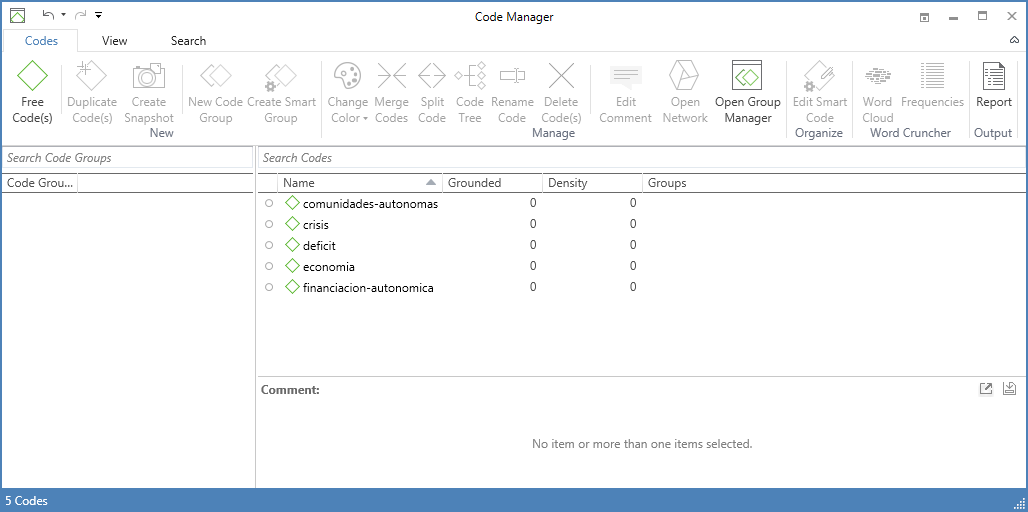 Code Manager
Codes View Search
Free Code(s)
Duplicate Code(s)
Create Snapshot
New Code Group
Create Smart Group
Change Color
Merge Codes
Split Code
Code Tree
Rename Code
Delete Code(s)
Edit Comment
Open Network
Open Group Manager
Edit Smart Code
Word Cloud
Frequencies
Report
New Manage Organize Word Cruncher Output
Search Code Groups
Search Codes
Code Grou...
Name Grounded Density Groups
comunidades-autonomas 0 0
crisis 0 0
deficit 0 0
economia 0 0
financiacion-autonomica 0 0
Comment:
No item or more than one items selected.
5 Codes